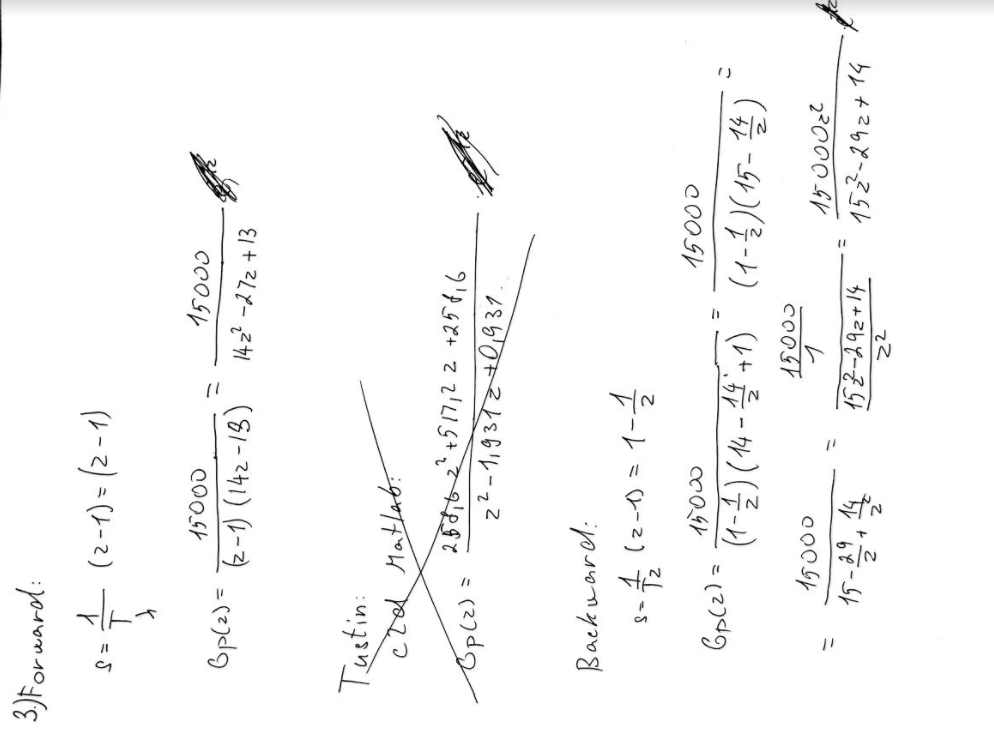 3.) Forward:
s = 1/T (z-1) = (z-1)
Gp(z) = 15000/((z-1)(14z-13)) = 15000/(14z² - 27z + 13)
Tustin:
c2d Matlab:
Gp(z) = (258,6 z² + 517,2 z + 258,6)/(z² - 1,931 z + 0,931)
Backward:
s = 1/Tz (z-1) = 1 - 1/z
Gp(z) = 15000/((1 - 1/z)(14 - 14/z + 1)) = 15000/((1 - 1/z)(15 - 14/z)) =
= 15000/(15 - 29/z + 14/z²) = (15000/1)/((15z² - 29z + 14)/z²) = 15000z²/(15z² - 29z + 14)